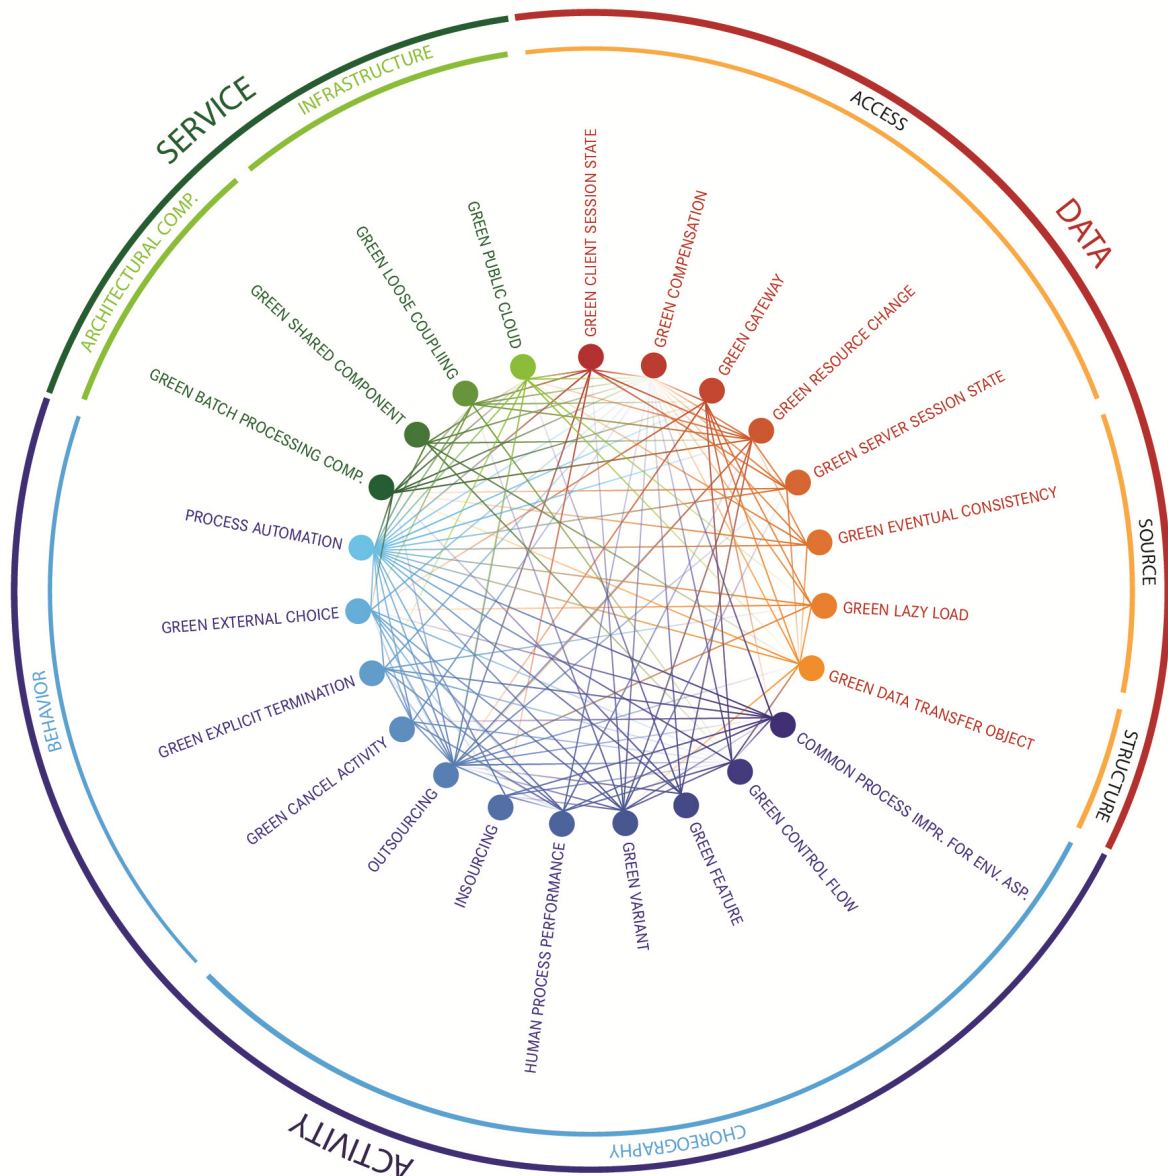 SERVICE
INFRASTRUCTURE
ARCHITECTURAL COMP.
DATA
ACCESS
SOURCE
STRUCTURE
ACTIVITY
BEHAVIOR
CHOREOGRAPHY
GREEN CLIENT SESSION STATE
GREEN COMPENSATION
GREEN GATEWAY
GREEN RESOURCE CHANGE
GREEN SERVER SESSION STATE
GREEN EVENTUAL CONSISTENCY
GREEN LAZY LOAD
GREEN DATA TRANSFER OBJECT
COMMON PROCESS IMPR. FOR ENV. ASP.
GREEN CONTROL FLOW
GREEN FEATURE
GREEN VARIANT
HUMAN PROCESS PERFORMANCE
INSOURCING
OUTSOURCING
GREEN CANCEL ACTIVITY
GREEN EXPLICIT TERMINATION
GREEN EXTERNAL CHOICE
PROCESS AUTOMATION
GREEN BATCH PROCESSING COMP.
GREEN SHARED COMPONENT
GREEN LOOSE COUPLING
GREEN PUBLIC CLOUD